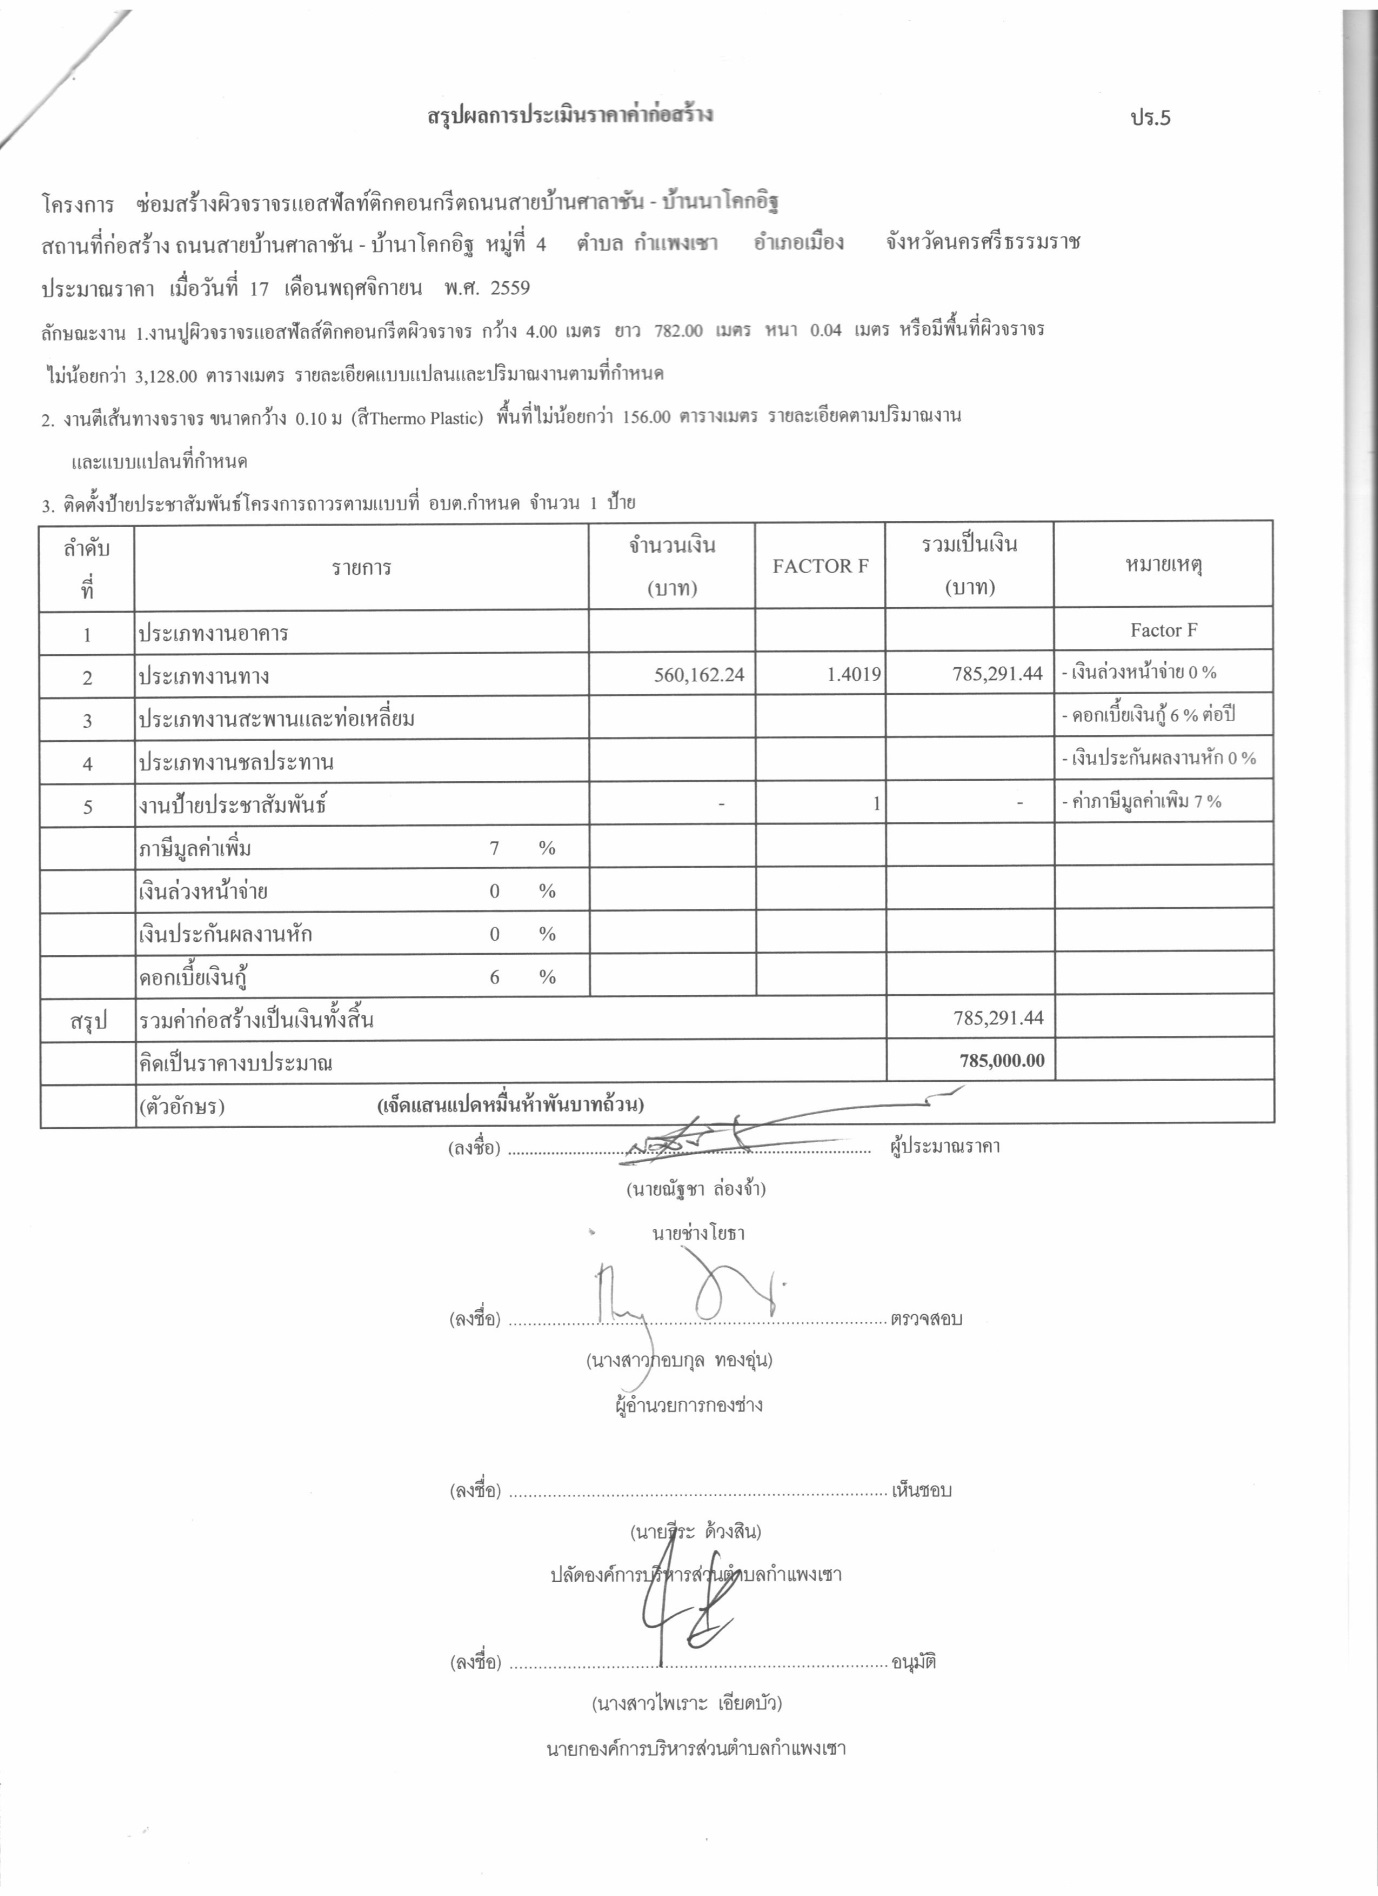 สรุปผลการประเมินราคาค่าก่อสร้าง ปร.5
โครงการ ซ่อมสร้างผิวจราจรแอสฟัลท์ติกคอนกรีตถนนสายบ้านศาลาชัน - บ้านนาโคกอิฐ
สถานที่ก่อสร้าง ถนนสายบ้านศาลาชัน - บ้านาโคกอิฐ หมู่ที่ 4 ตำบล กำแพงเซา อำเภอเมือง จังหวัดนครศรีธรรมราช
ประมาณราคา เมื่อวันที่ 17 เดือนพฤศจิกายน พ.ศ. 2559
ลักษณะงาน 1.งานปูผิวจราจรแอสฟัลส์ติกคอนกรีตผิวจราจร กว้าง 4.00 เมตร ยาว 782.00 เมตร หนา 0.04 เมตร หรือมีพื้นที่ผิวจราจร
ไม่น้อยกว่า 3,128.00 ตารางเมตร รายละเอียดแบบแปลนและปริมาณงานตามที่กำหนด
2. งานตีเส้นทางจราจร ขนาดกว้าง 0.10 ม (สีThermo Plastic) พื้นที่ไม่น้อยกว่า 156.00 ตารางเมตร รายละเอียดตามปริมาณงาน
และแบบแปลนที่กำหนด
3. ติดตั้งป้ายประชาสัมพันธ์โครงการถาวรตามแบบที่ อบต.กำหนด จำนวน 1 ป้าย
ลำดับที่ รายการ จำนวนเงิน (บาท) FACTOR F รวมเป็นเงิน (บาท) หมายเหตุ
1 ประเภทงานอาคาร Factor F
2 ประเภทงานทาง 560,162.24 1.4019 785,291.44 - เงินล่วงหน้าจ่าย 0 %
3 ประเภทงานสะพานและท่อเหลี่ยม - ดอกเบี้ยเงินกู้ 6 % ต่อปี
4 ประเภทงานชลประทาน - เงินประกันผลงานหัก 0 %
5 งานป้ายประชาสัมพันธ์ - 1 - - ค่าภาษีมูลค่าเพิ่ม 7 %
ภาษีมูลค่าเพิ่ม 7 %
เงินล่วงหน้าจ่าย 0 %
เงินประกันผลงานหัก 0 %
ดอกเบี้ยเงินกู้ 6 %
สรุป รวมค่าก่อสร้างเป็นเงินทั้งสิ้น 785,291.44
คิดเป็นราคางบประมาณ 785,000.00
(ตัวอักษร) (เจ็ดแสนแปดหมื่นห้าพันบาทถ้วน)
(ลงชื่อ) ........................................ ผู้ประมาณราคา
(นายณัฐชา ล่องจ้า)
นายช่างโยธา
(ลงชื่อ) ........................................ ตรวจสอบ
(นางสาวกอบกุล ทองอุ่น)
ผู้อำนวยการกองช่าง
(ลงชื่อ) ........................................ เห็นชอบ
(นายธีระ ด้วงสิน)
ปลัดองค์การบริหารส่วนตำบลกำแพงเซา
(ลงชื่อ) ........................................ อนุมัติ
(นางสาวไพเราะ เอียดบัว)
นายกองค์การบริหารส่วนตำบลกำแพงเซา